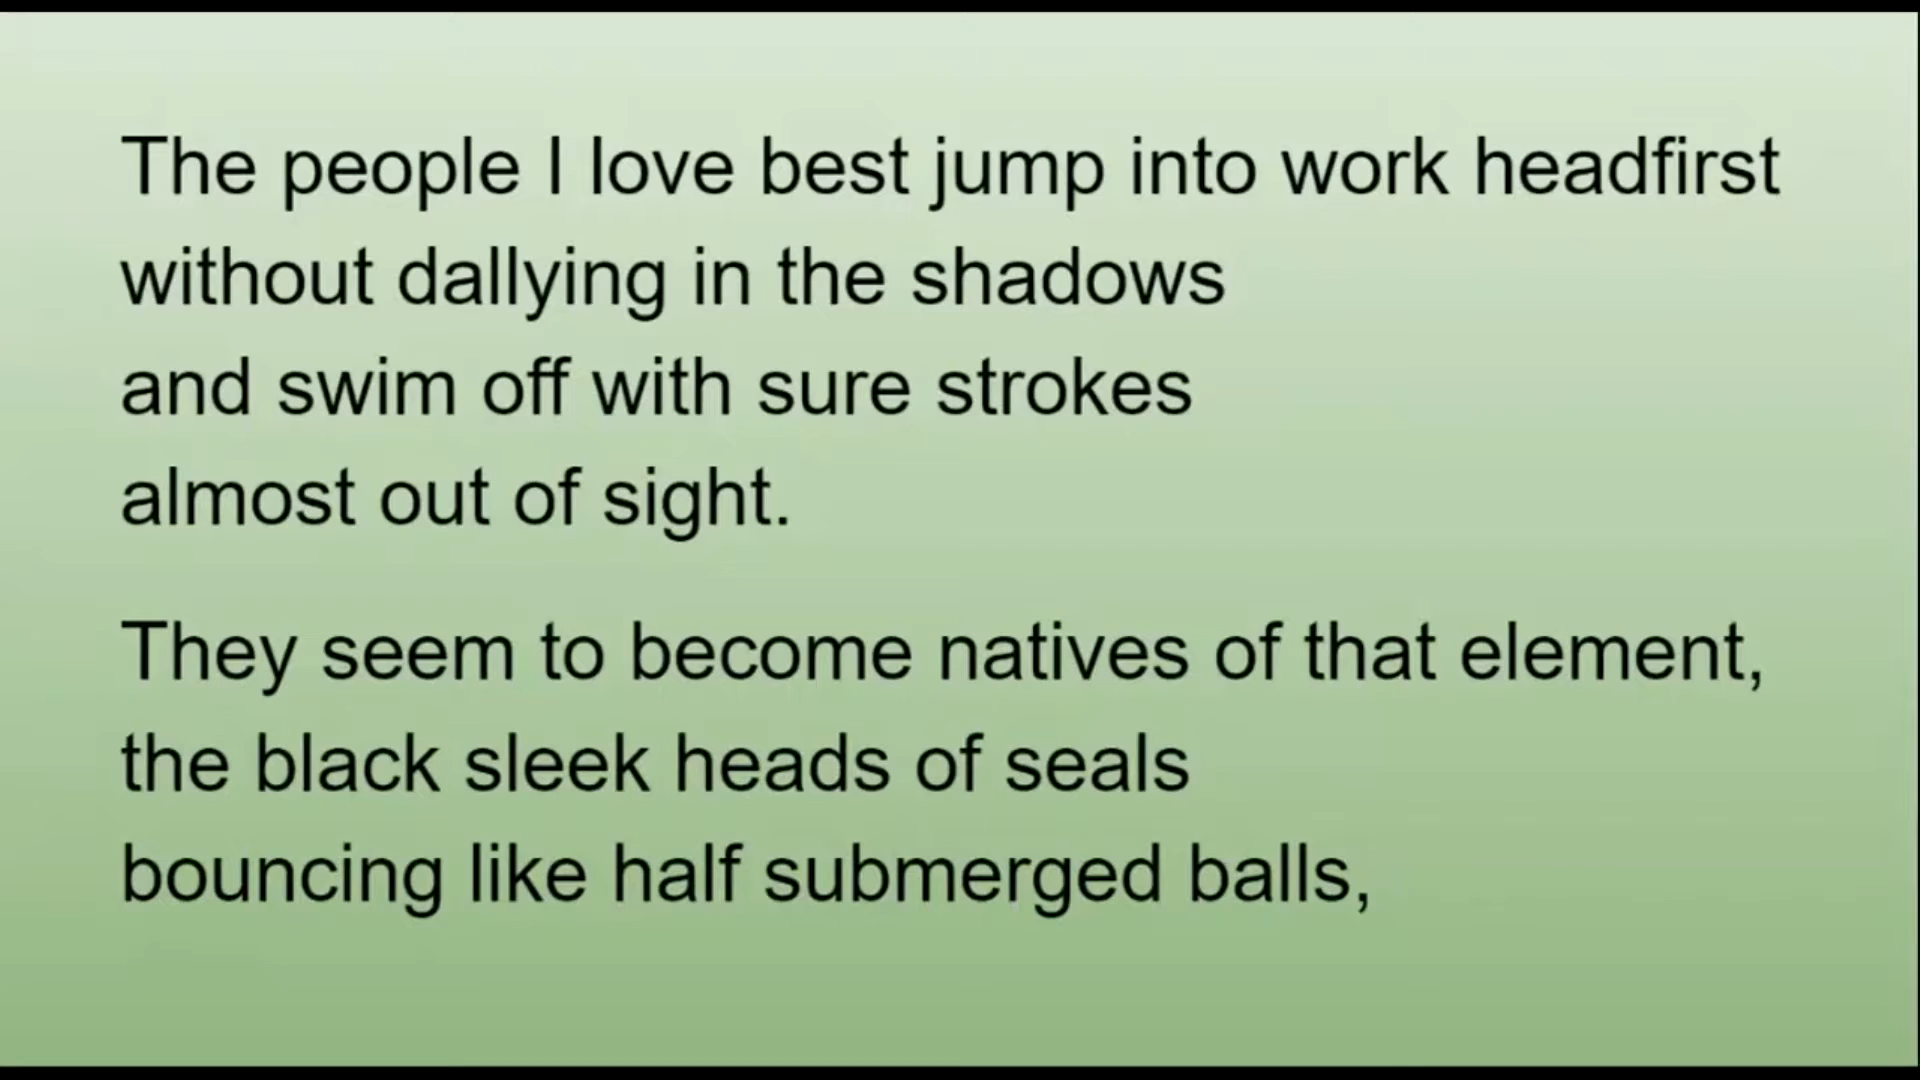 The people I love best jump into work headfirst
without dallying in the shadows
and swim off with sure strokes
almost out of sight.
They seem to become natives of that element,
the black sleek heads of seals
bouncing like half submerged balls,